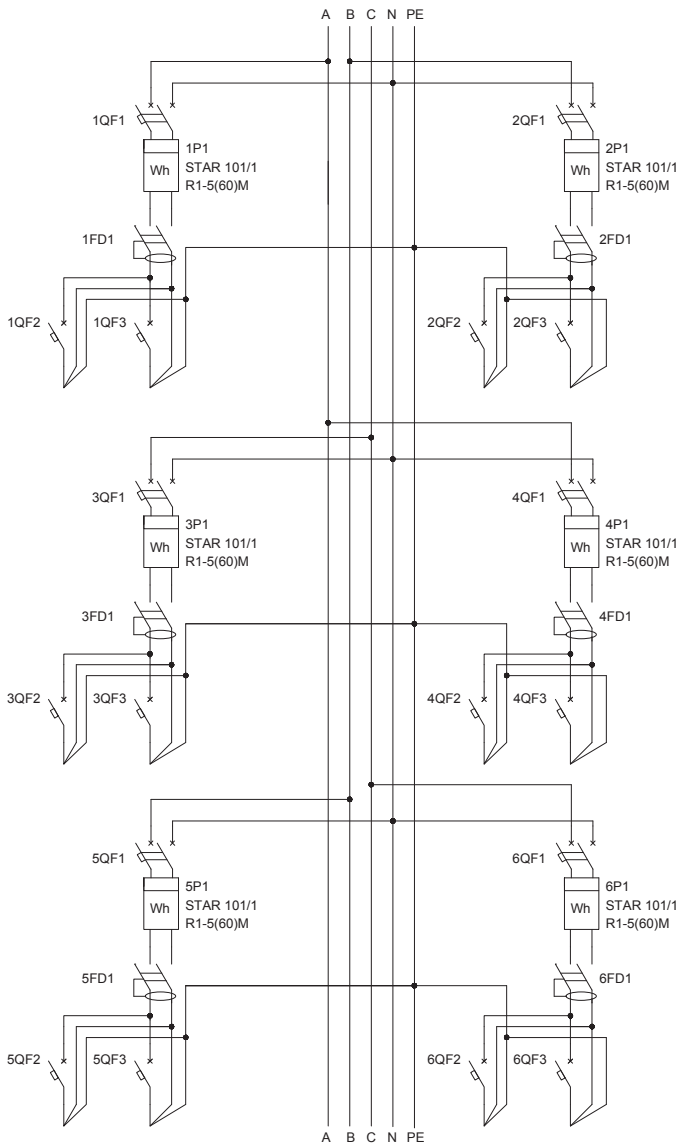 A B C N PE
1QF1
1P1
Wh
STAR 101/1
R1-5(60)M
1FD1
1QF2
1QF3
2QF1
2P1
Wh
STAR 101/1
R1-5(60)M
2FD1
2QF2
2QF3
3QF1
3P1
Wh
STAR 101/1
R1-5(60)M
3FD1
3QF2
3QF3
4QF1
4P1
Wh
STAR 101/1
R1-5(60)M
4FD1
4QF2
4QF3
5QF1
5P1
Wh
STAR 101/1
R1-5(60)M
5FD1
5QF2
5QF3
6QF1
6P1
Wh
STAR 101/1
R1-5(60)M
6FD1
6QF2
6QF3
A B C N PE